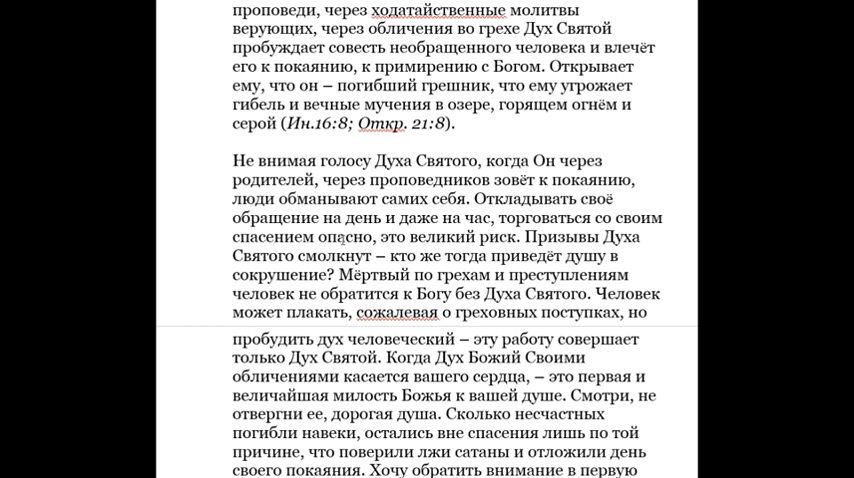 проповеди, через ходатайственные молитвы
верующих, через обличения во грехе Дух Святой
пробуждает совесть необращенного человека и влечёт
его к покаянию, к примирению с Богом. Открывает
ему, что он – погибший грешник, что ему угрожает
гибель и вечные мучения в озере, горящем огнём и
серой (Ин.16:8; Откр. 21:8).
Не внимая голосу Духа Святого, когда Он через
родителей, через проповедников зовёт к покаянию,
люди обманывают самих себя. Откладывать своё
обращение на день и даже на час, торговаться со своим
спасением опасно, это великий риск. Призывы Духа
Святого смолкнут – кто же тогда приведёт душу в
сокрушение? Мёртвый по грехам и преступлениям
человек не обратится к Богу без Духа Святого. Человек
может плакать, сожалевая о греховных поступках, но
пробудить дух человеческий – эту работу совершает
только Дух Святой. Когда Дух Божий Своими
обличениями касается вашего сердца, – это первая и
величайшая милость Божья к вашей душе. Смотри, не
отвергни ее, дорогая душа. Сколько несчастных
погибли навеки, остались вне спасения лишь по той
причине, что поверили лжи сатаны и отложили день
своего покаяния. Хочу обратить внимание в первую